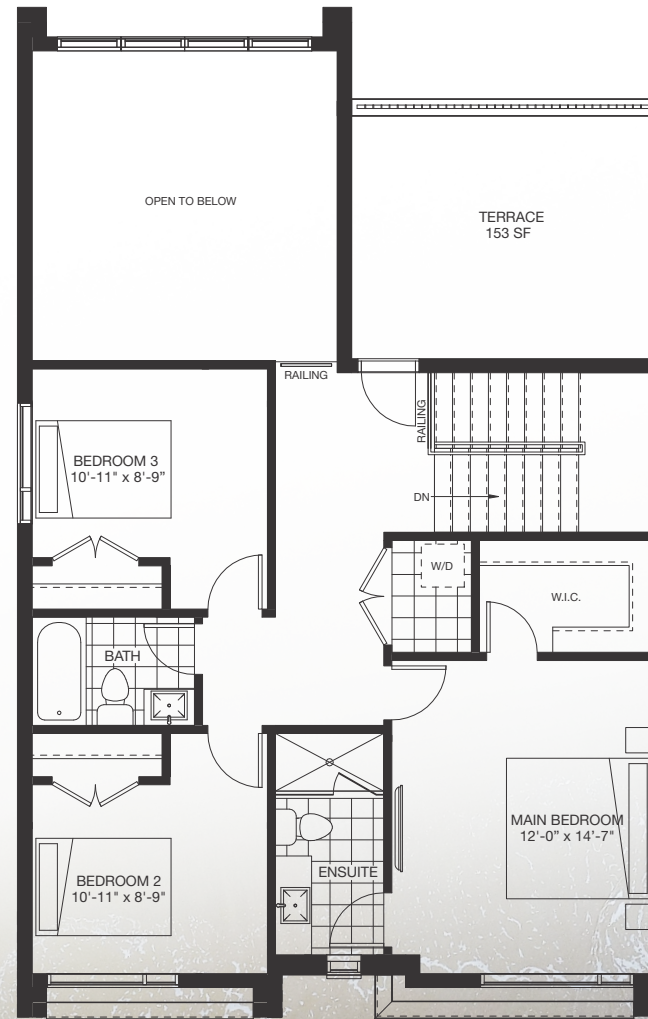 OPEN TO BELOW
TERRACE
153 SF
RAILING
RAILING
BEDROOM 3
10'-11" x 8'-9”
DN
W/D
W.I.C.
BATH
MAIN BEDROOM
12'-0” x 14'-7"
ENSUITE
BEDROOM 2
10'-11" x 8'-9"